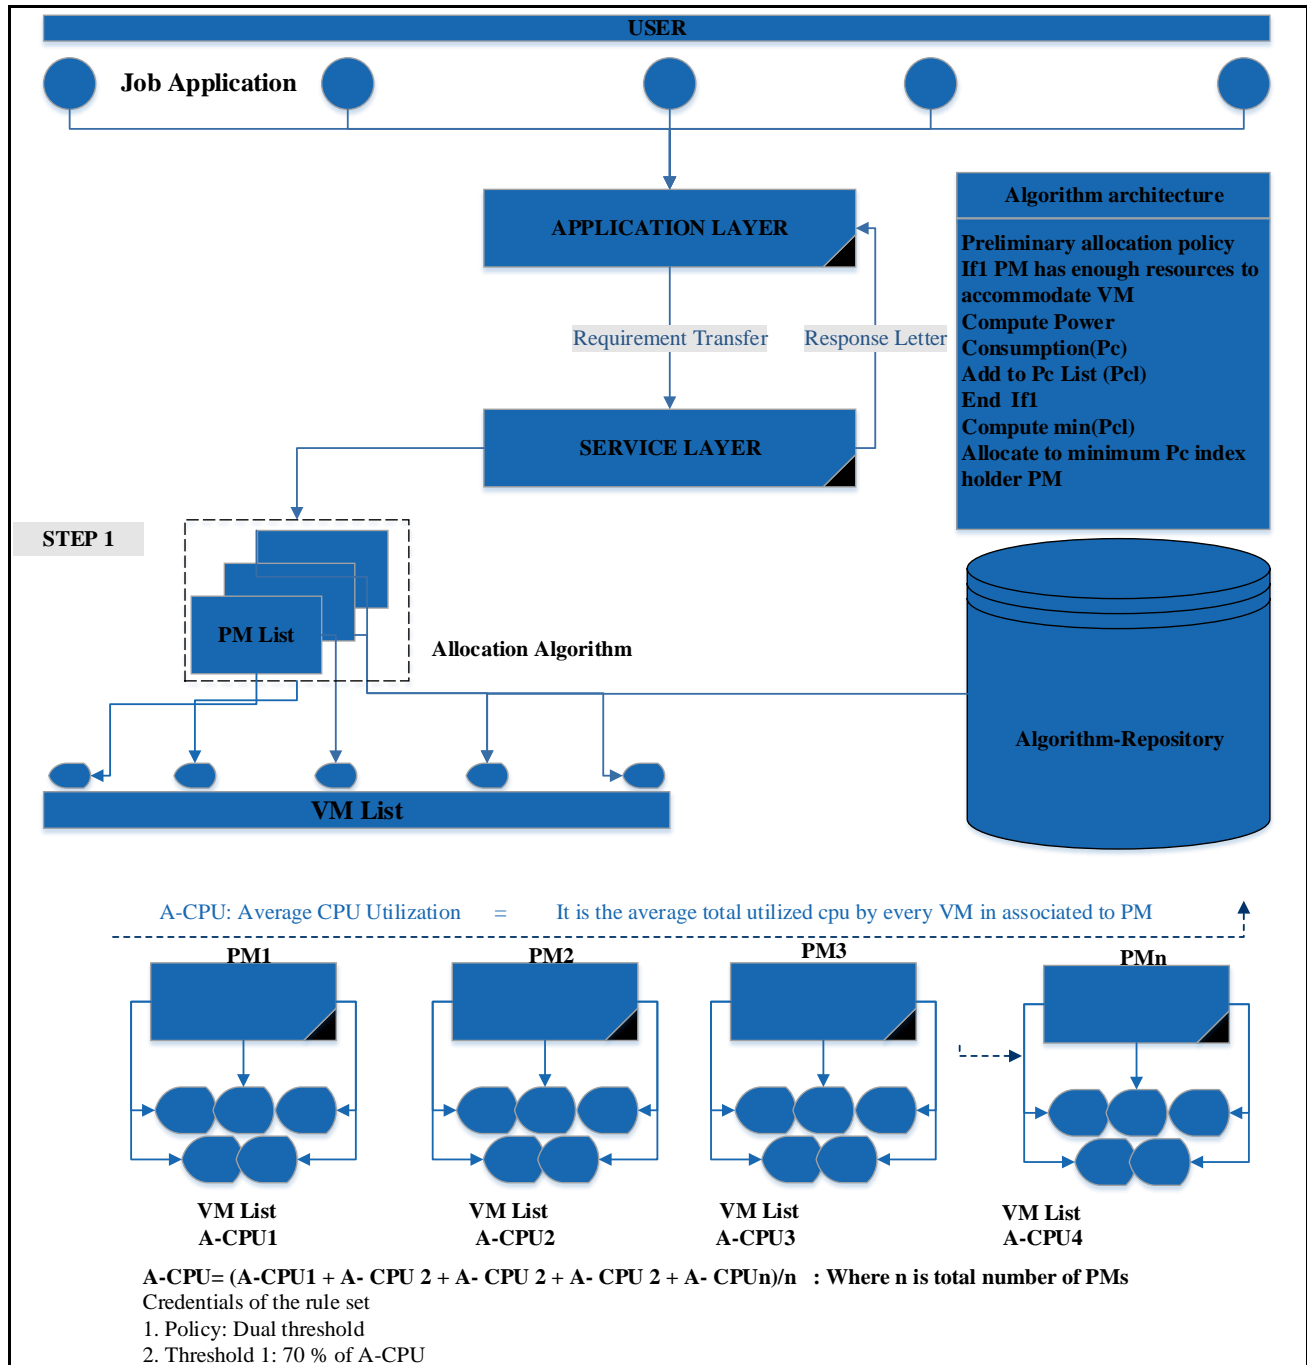 USER
Job Application
APPLICATION LAYER
Requirement Transfer
Response Letter
SERVICE LAYER
Algorithm architecture
Preliminary allocation policy
If1 PM has enough resources to
accommodate VM
Compute Power
Consumption(Pc)
Add to Pc List (Pcl)
End  If1
Compute min(Pcl)
Allocate to minimum Pc index
holder PM
STEP 1
PM List
Allocation Algorithm
Algorithm-Repository
VM List
A-CPU: Average CPU Utilization = It is the average total utilized cpu by every VM in associated to PM
PM1
PM2
PM3
PMn
VM List
A-CPU1
VM List
A-CPU2
VM List
A-CPU3
VM List
A-CPU4
A-CPU= (A-CPU1 + A- CPU 2 + A- CPU 2 + A- CPU 2 + A- CPUn)/n   : Where n is total number of PMs
Credentials of the rule set
1. Policy: Dual threshold
2. Threshold 1: 70 % of A-CPU